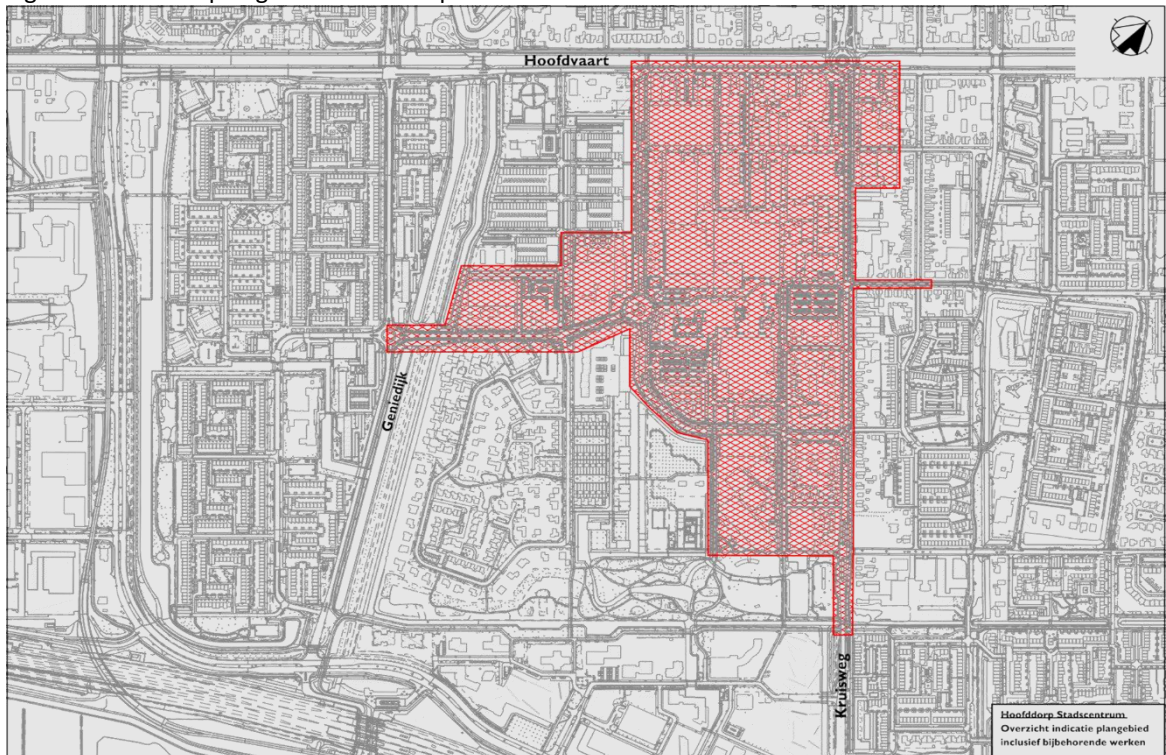 Hoofdvaart
Geniedijk
Kruisweg
Hoofddorp Stadscentrum
Overzicht indicatie plangebied
inclusief bijbehorende werken